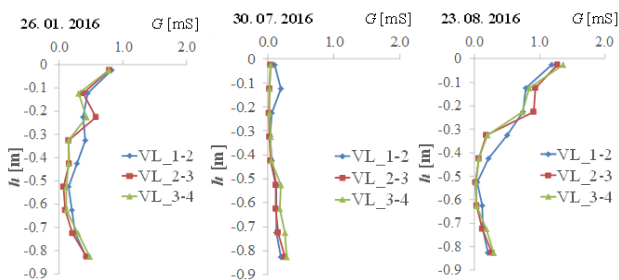 26. 01. 2016 G [mS]
0.0 1.0 2.0
0
-0.1
-0.2
-0.3
-0.4
-0.5
-0.6
-0.7
-0.8
-0.9
h [m]
VL_1-2
VL_2-3
VL_3-4
30. 07. 2016 G [mS]
0.0 1.0 2.0
0
-0.1
-0.2
-0.3
-0.4
-0.5
-0.6
-0.7
-0.8
-0.9
h [m]
VL_1-2
VL_2-3
VL_3-4
23. 08. 2016 G [mS]
0.0 1.0 2.0
0
-0.1
-0.2
-0.3
-0.4
-0.5
-0.6
-0.7
-0.8
-0.9
h [m]
VL_1-2
VL_2-3
VL_3-4